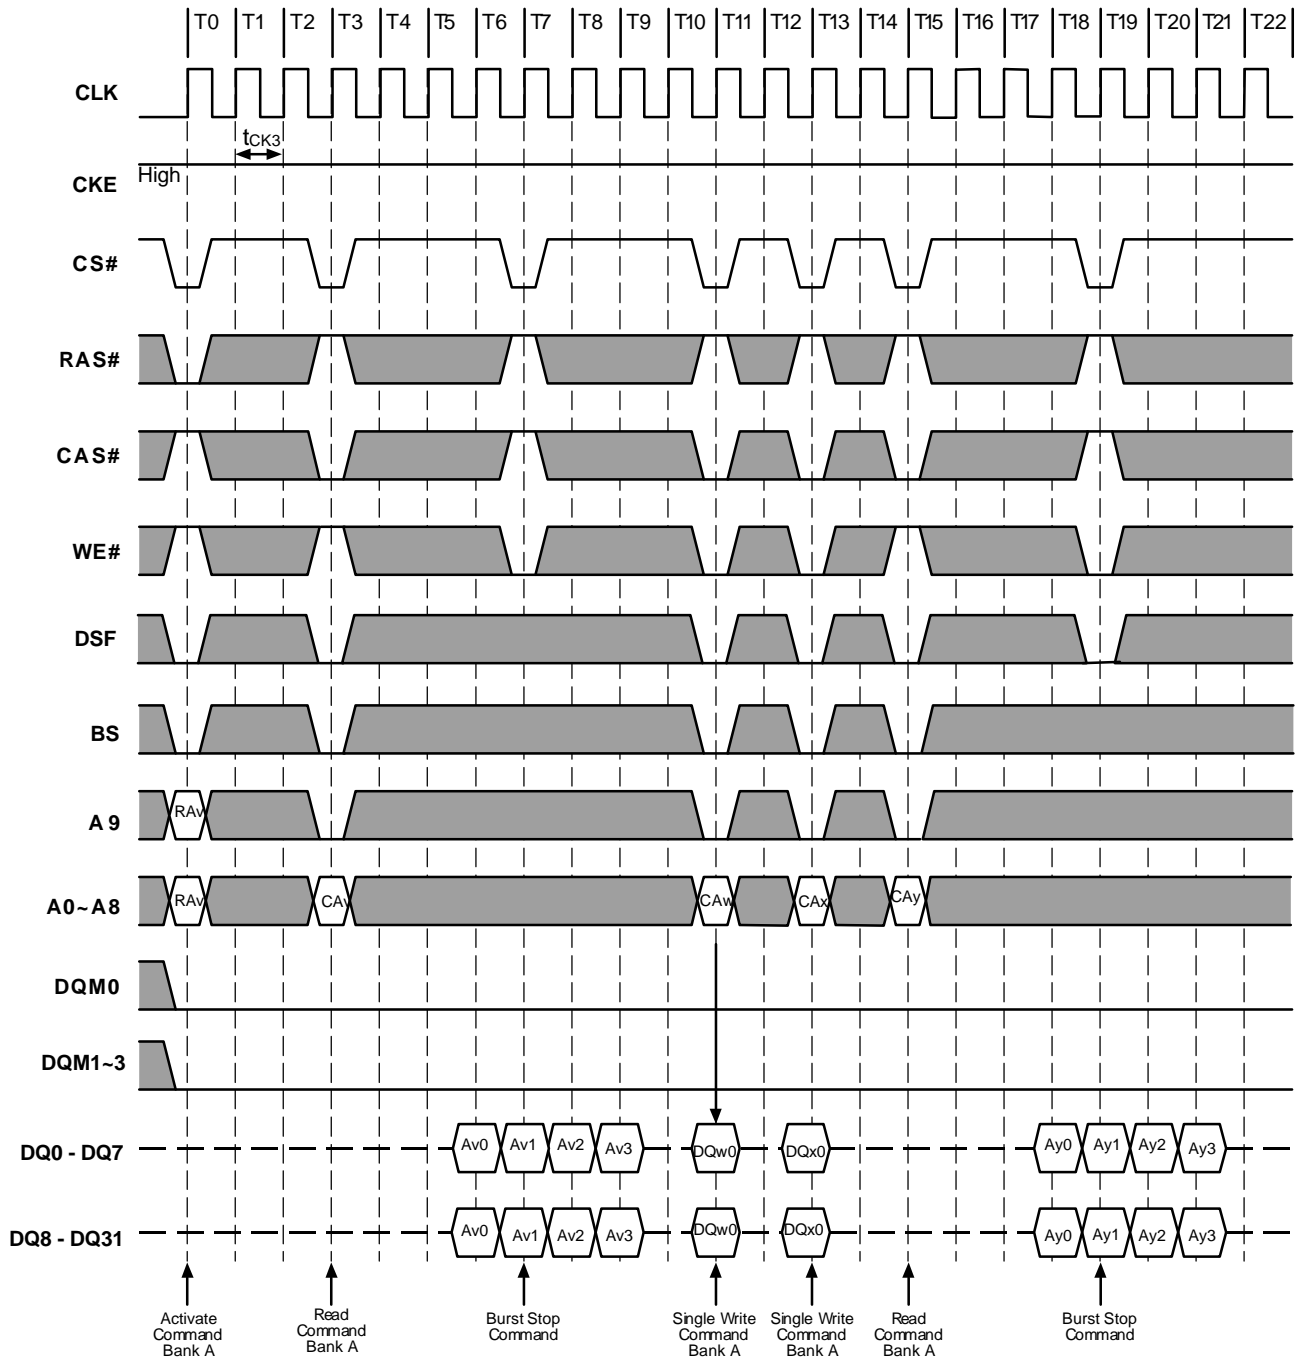 T0 T1 T2 T3 T4 T5 T6 T7 T8 T9 T10 T11 T12 T13 T14 T15 T16 T17 T18 T19 T20 T21 T22
CLK
tCK3
High
CKE
CS#
RAS#
CAS#
WE#
DSF
BS
A9
RAv
A0~A8
RAv CAv CAw CAx CAy
DQM0
DQM1~3
DQ0 - DQ7
Av0 Av1 Av2 Av3 DQw0 DQx0 Ay0 Ay1 Ay2 Ay3
DQ8 - DQ31
Av0 Av1 Av2 Av3 DQw0 DQx0 Ay0 Ay1 Ay2 Ay3
Activate
Command
Bank A
Read
Command
Bank A
Burst Stop
Command
Single Write
Command
Bank A
Single Write
Command
Bank A
Read
Command
Bank A
Burst Stop
Command